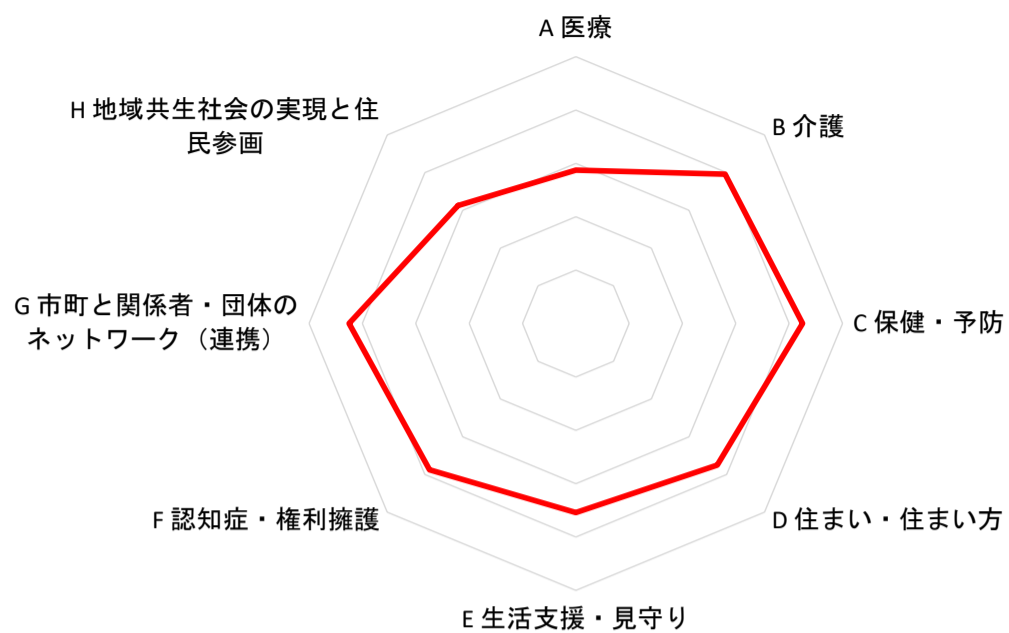 A 医療
B 介護
C 保健・予防
D 住まい・住まい方
E 生活支援・見守り
F 認知症・権利擁護
G 市町と関係者・団体の
ネットワーク（連携）
H 地域共生社会の実現と住
民参画